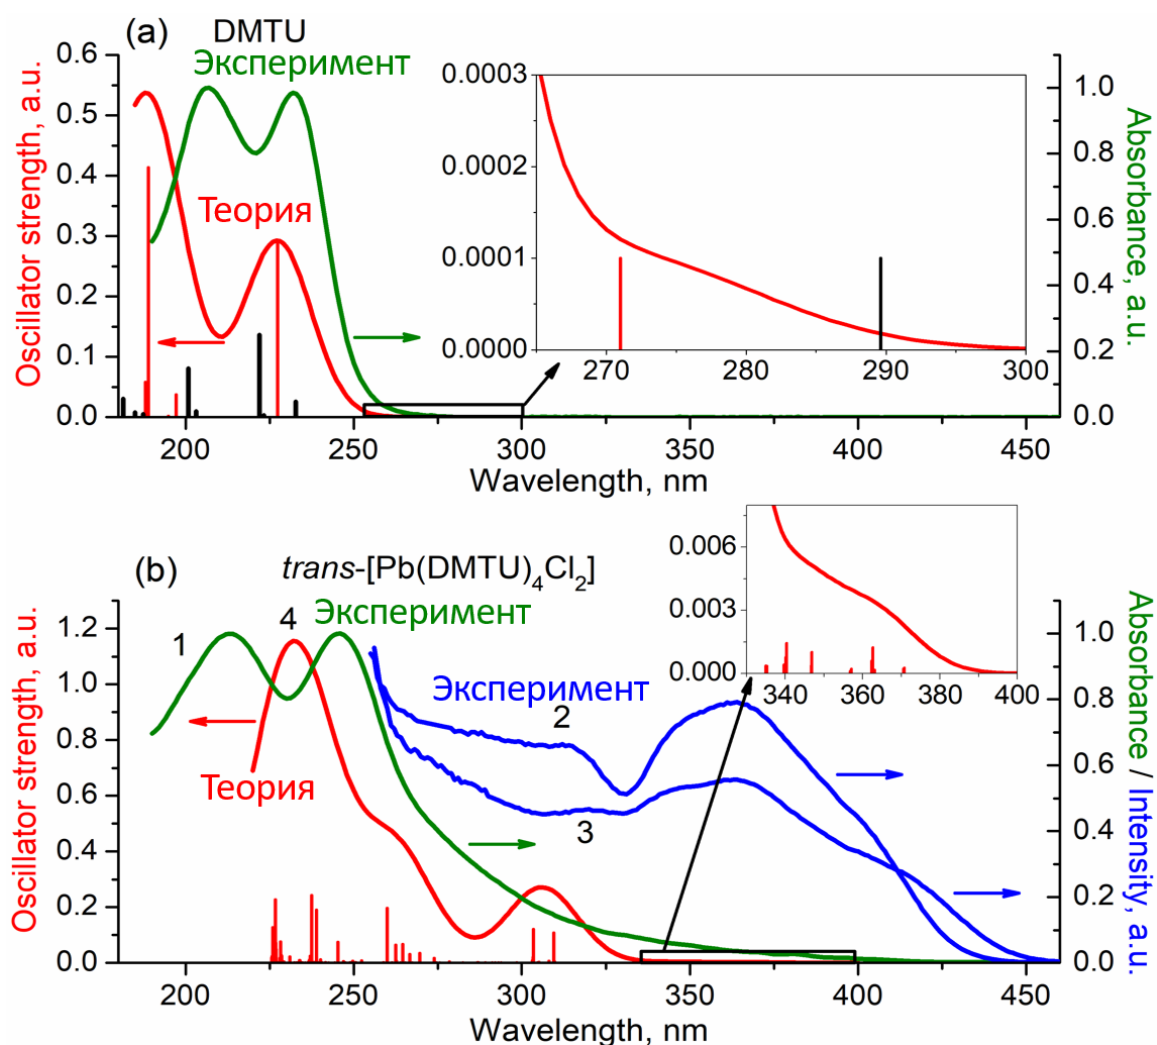 (a) DMTU
Эксперимент
Теория
Oscillator strength, a.u.
0.6
0.5
0.4
0.3
0.2
0.1
0.0
200 250 300 350 400 450
Wavelength, nm
Absorbance, a.u.
1.0
0.8
0.6
0.4
0.2
0.0
0.0003
0.0002
0.0001
0.0000
270 280 290 300
(b) trans-[Pb(DMTU)₄Cl₂]
Эксперимент
1 4
Эксперимент
2
3
Теория
Oscillator strength, a.u.
1.2
1.0
0.8
0.6
0.4
0.2
0.0
200 250 300 350 400 450
Wavelength, nm
Absorbance / Intensity, a.u.
1.0
0.8
0.6
0.4
0.2
0.0
0.006
0.003
0.000
340 360 380 400